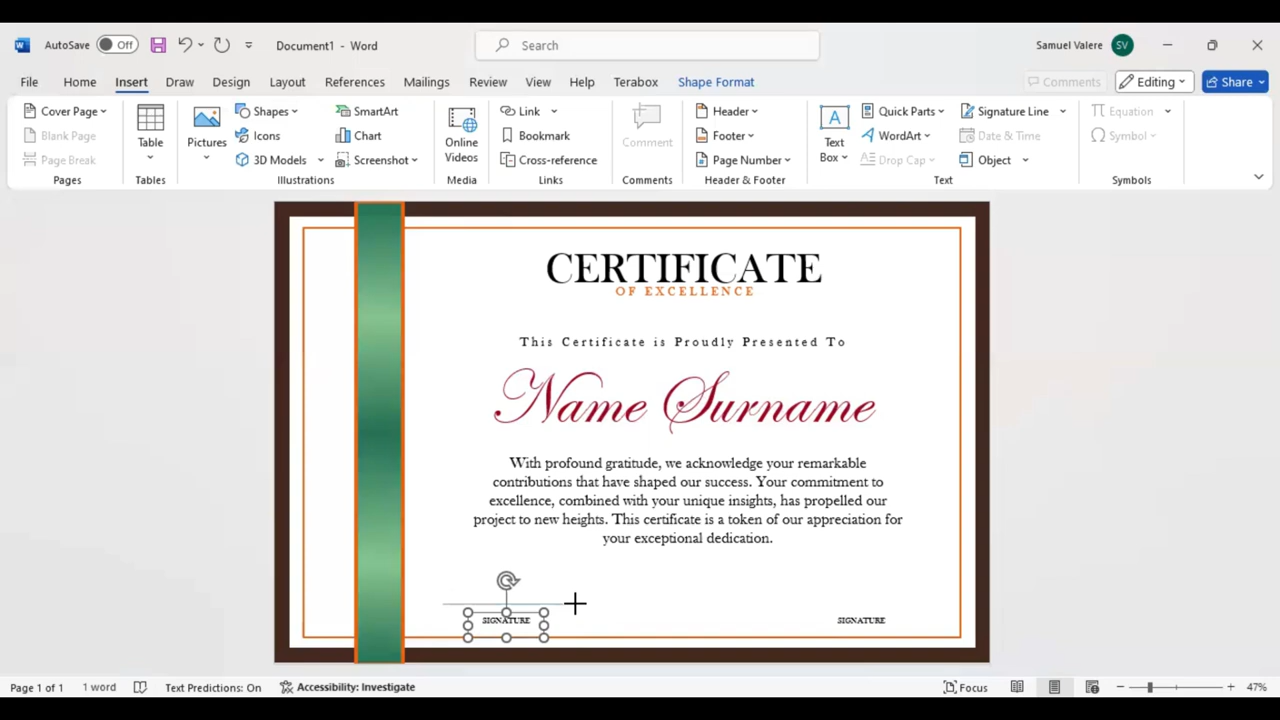 AutoSave Off Document1 - Word Search Samuel Valere SV
File Home Insert Draw Design Layout References Mailings Review View Help Terabox Shape Format Comments Editing Share
Cover Page
Blank Page
Page Break
Pages
Table
Tables
Pictures
Shapes
Icons
3D Models
SmartArt
Chart
Screenshot
Illustrations
Online
Videos
Media
Link
Bookmark
Cross-reference
Links
Comment
Comments
Header
Footer
Page Number
Header & Footer
A
Text
Box
Quick Parts
WordArt
Drop Cap
Signature Line
Date & Time
Object
Text
Equation
Symbol
Symbols
CERTIFICATE
OF EXCELLENCE
This Certificate is Proudly Presented To
Name Surname
With profound gratitude, we acknowledge your remarkable
contributions that have shaped our success. Your commitment to
excellence, combined with your unique insights, has propelled our
project to new heights. This certificate is a token of our appreciation for
your exceptional dedication.
SIGNATURE SIGNATURE
Page 1 of 1 1 word Text Predictions: On Accessibility: Investigate Focus 47%